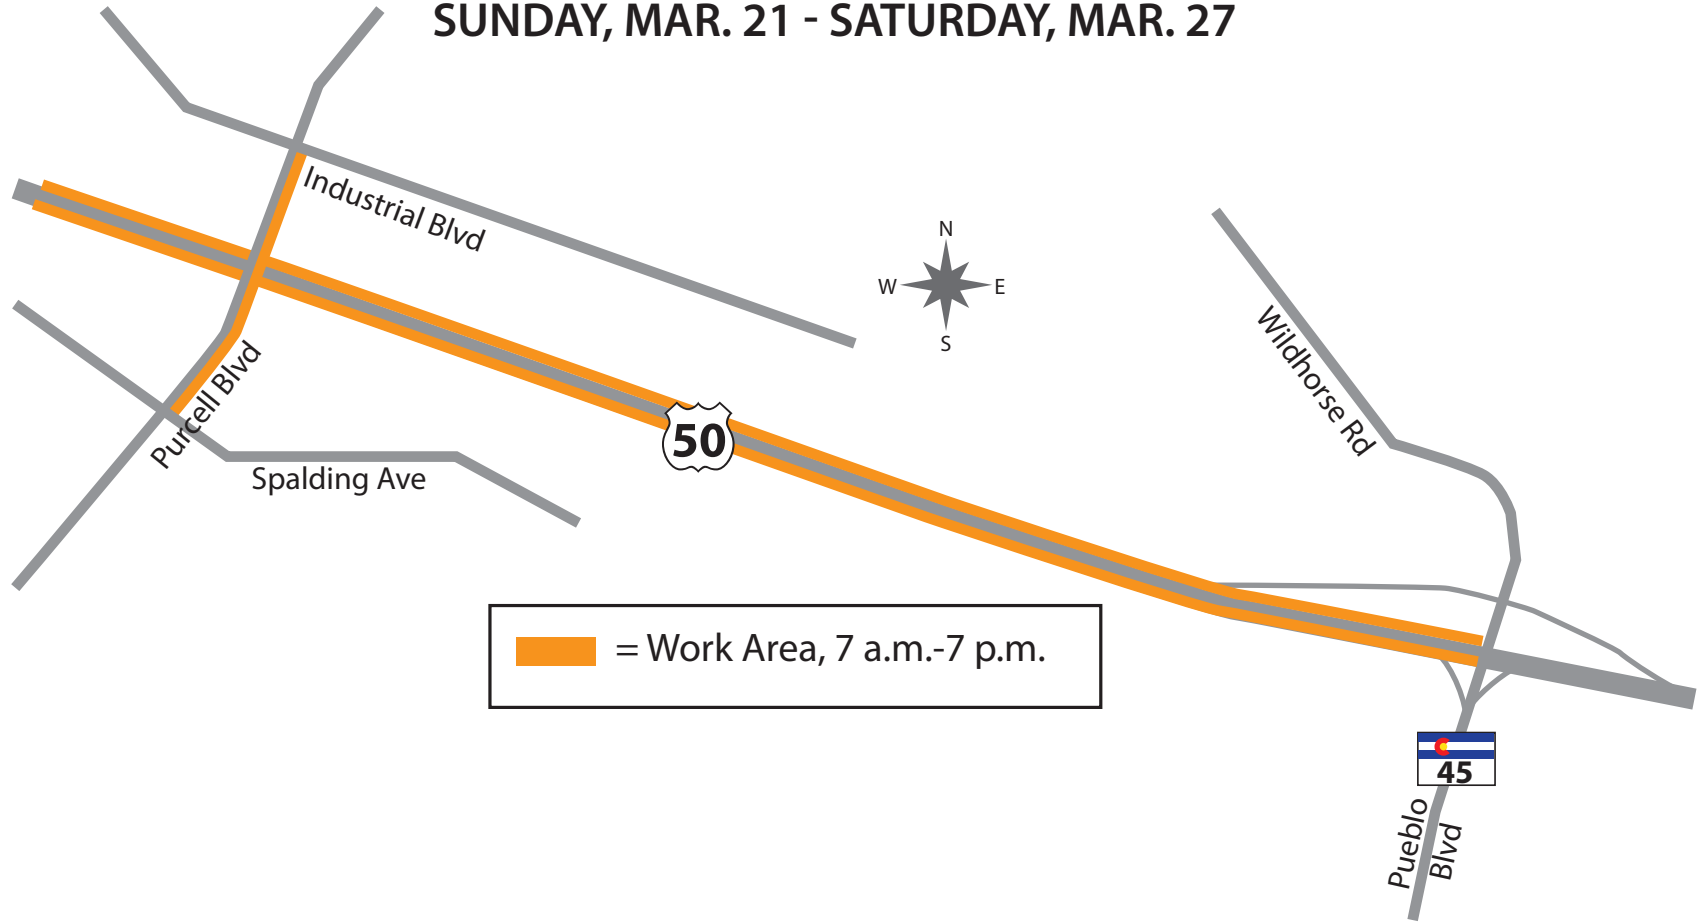 SUNDAY, MAR. 21 - SATURDAY, MAR. 27
Industrial Blvd
N
W
E
S
Wildhorse Rd
Purcell Blvd
50
Spalding Ave
= Work Area, 7 a.m.-7 p.m.
45
Pueblo
Blvd